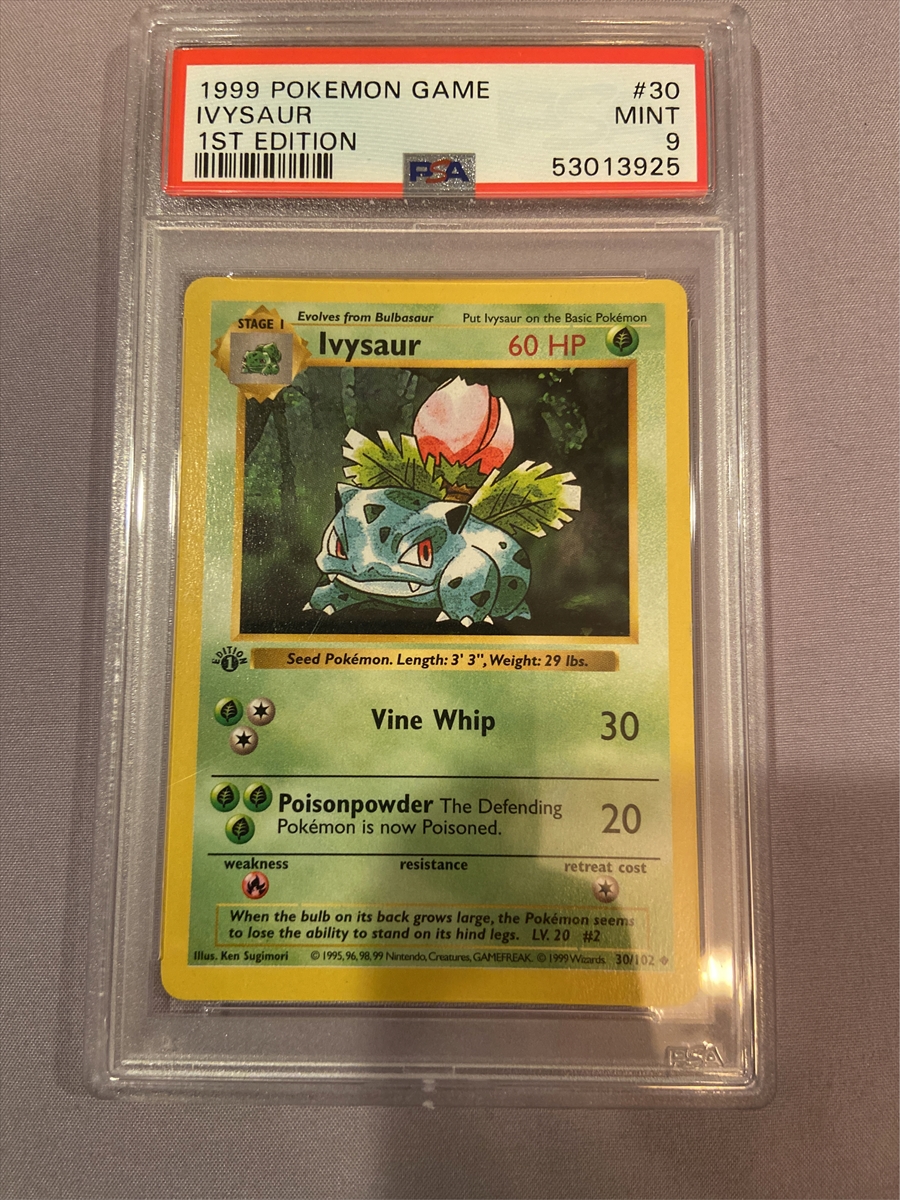 1999 POKEMON GAME #30
IVYSAUR MINT
1ST EDITION 9
PSA 53013925
STAGE 1 Evolves from Bulbasaur Put Ivysaur on the Basic Pokémon
Ivysaur 60 HP
EDITION 1
Seed Pokémon. Length: 3' 3", Weight: 29 lbs.
Vine Whip 30
Poisonpowder The Defending
Pokémon is now Poisoned. 20
weakness resistance retreat cost
When the bulb on its back grows large, the Pokémon seems
to lose the ability to stand on its hind legs. LV. 20 #2
Illus. Ken Sugimori © 1995, 96, 98, 99 Nintendo, Creatures, GAMEFREAK. © 1999 Wizards. 30/102
PSA